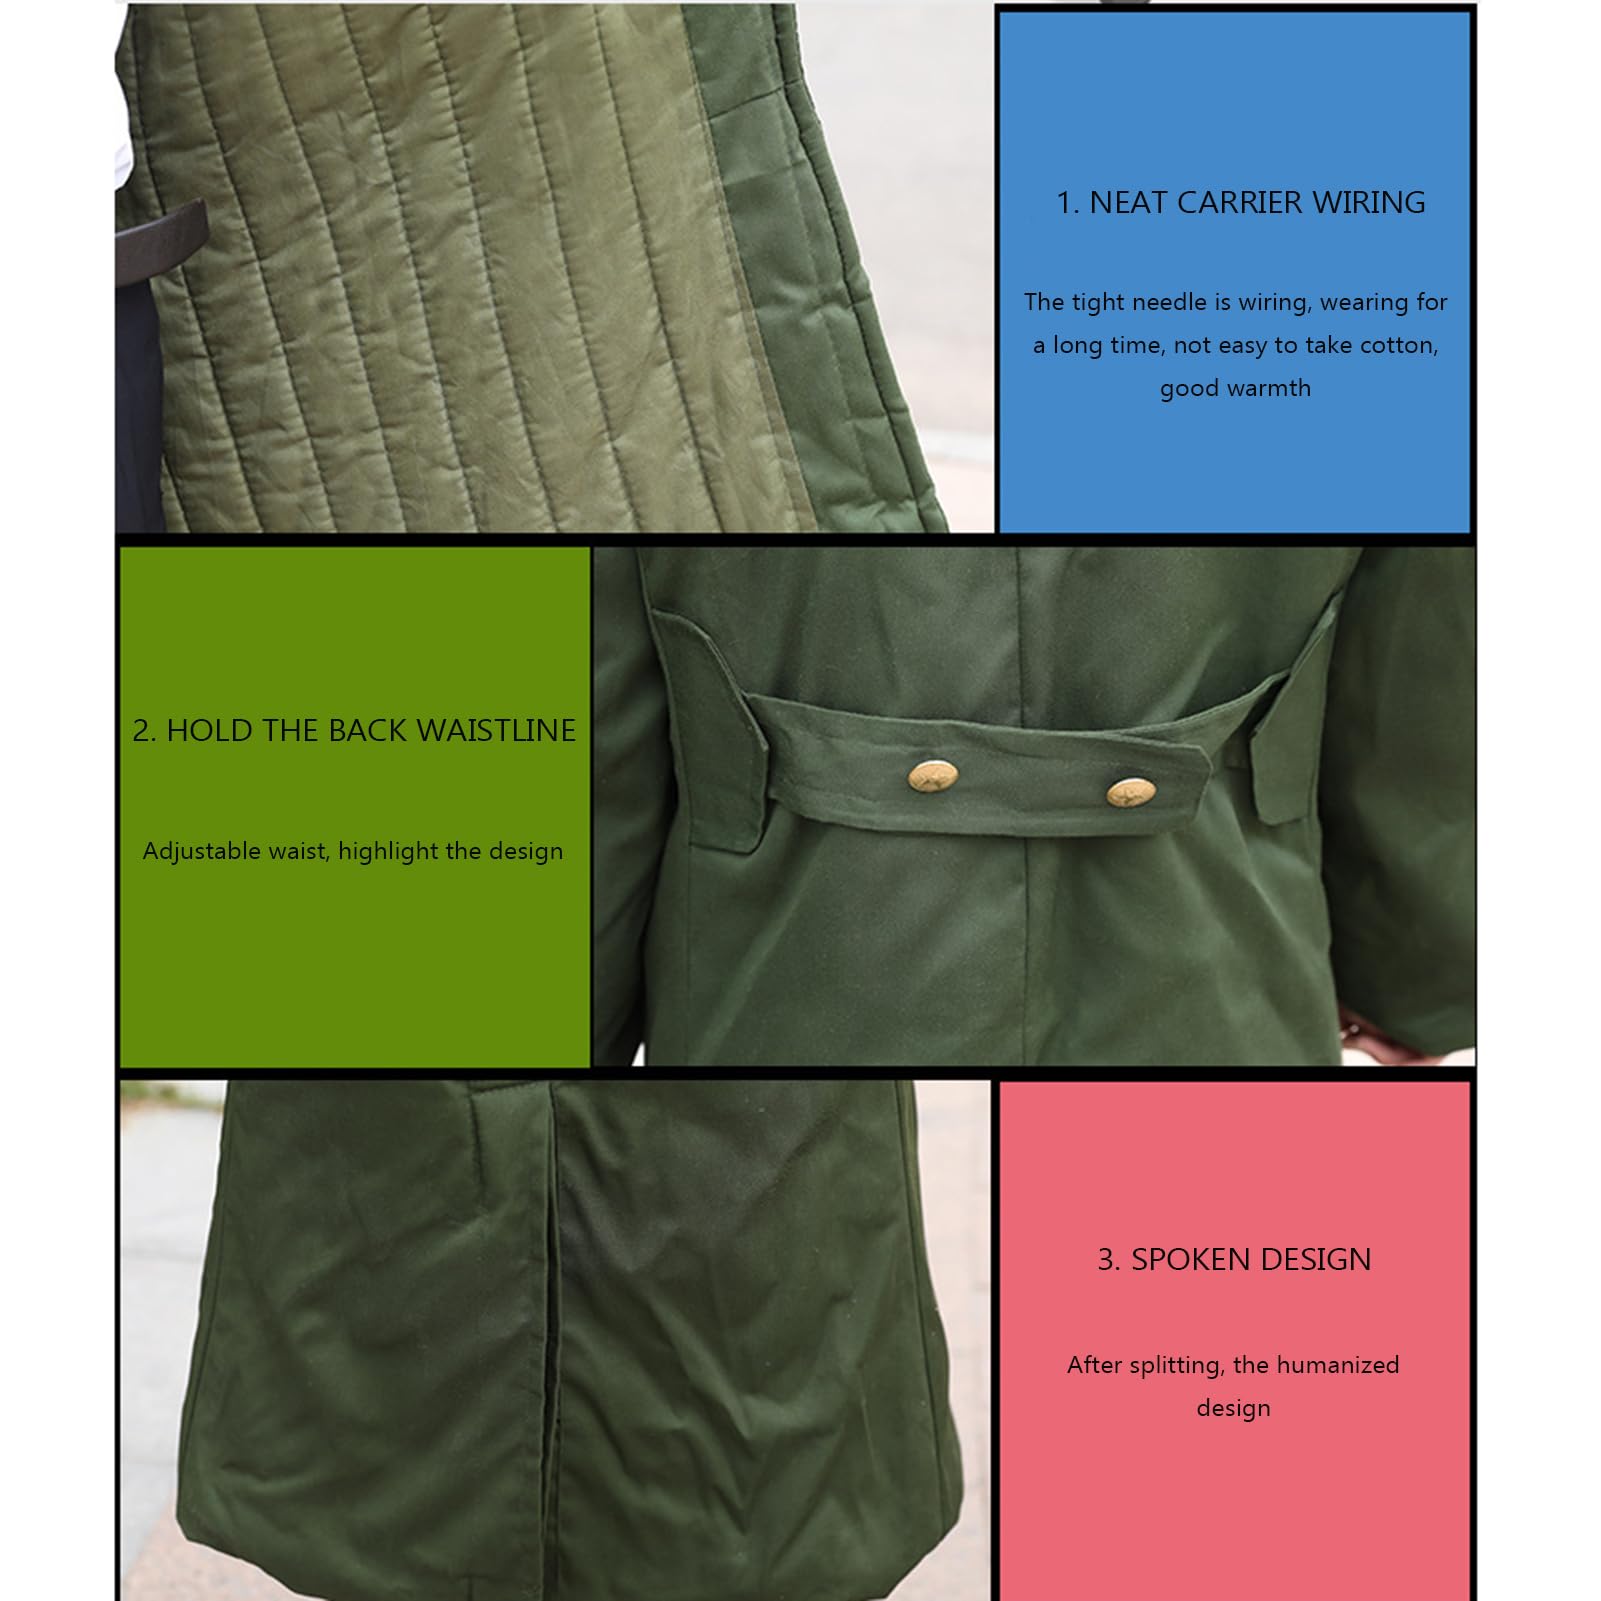 1. NEAT CARRIER WIRING
The tight needle is wiring, wearing for
a long time, not easy to take cotton,
good warmth
2. HOLD THE BACK WAISTLINE
Adjustable waist, highlight the design
3. SPOKEN DESIGN
After splitting, the humanized
design